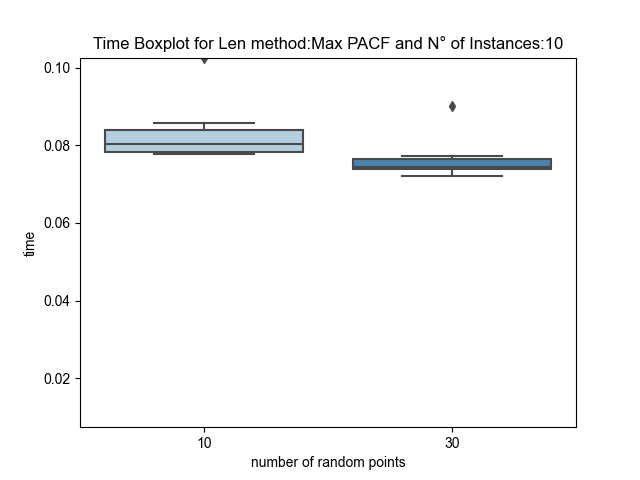 Time Boxplot for Len method:Max PACF and N° of Instances:10
0.10
0.08
0.06
0.04
0.02
time
10
30
number of random points